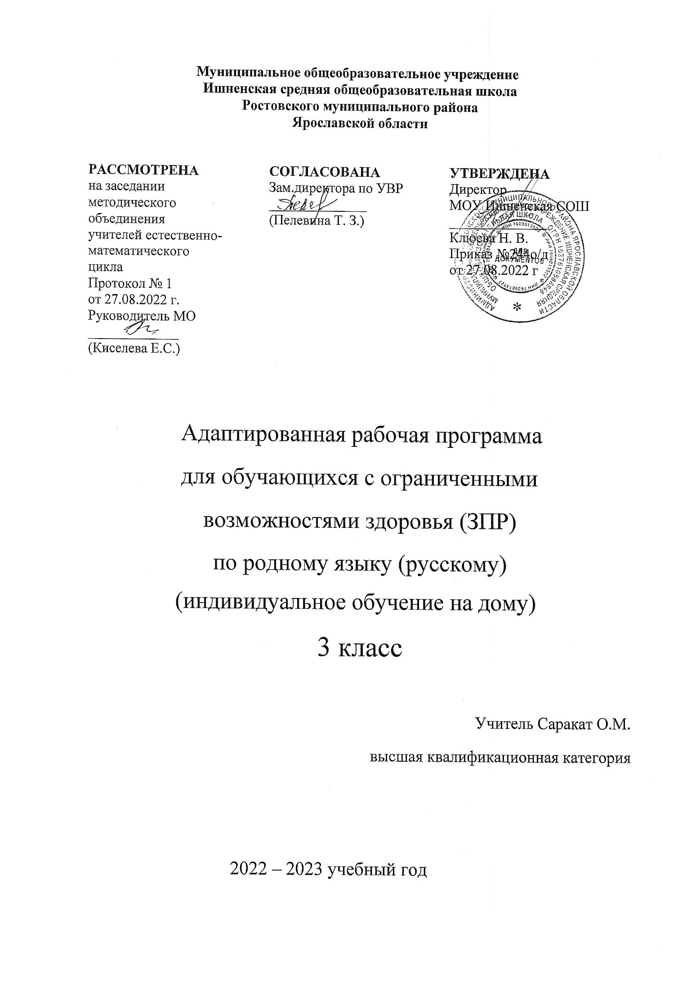 Муниципальное общеобразовательное учреждение
Ишненская средняя общеобразовательная школа
Ростовского муниципального района
Ярославской области
РАССМОТРЕНА
на заседании
методического
объединения
учителей естественно-
математического
цикла
Протокол № 1
от 27.08.2022 г.
Руководитель МО
(Киселева Е.С.)
СОГЛАСОВАНА
Зам.директора по УВР
(Пелевина Т. З.)
УТВЕРЖДЕНА
Директор
МОУ Ишненская СОШ
Клюева Н. В.
Приказ №244о/д
от 27.08.2022 г
ДЛЯ
ДОКУМЕНТОВ
Адаптированная рабочая программа
для обучающихся с ограниченными
возможностями здоровья (ЗПР)
по родному языку (русскому)
(индивидуальное обучение на дому)
3 класс
Учитель Саракат О.М.
высшая квалификационная категория
2022 – 2023 учебный год